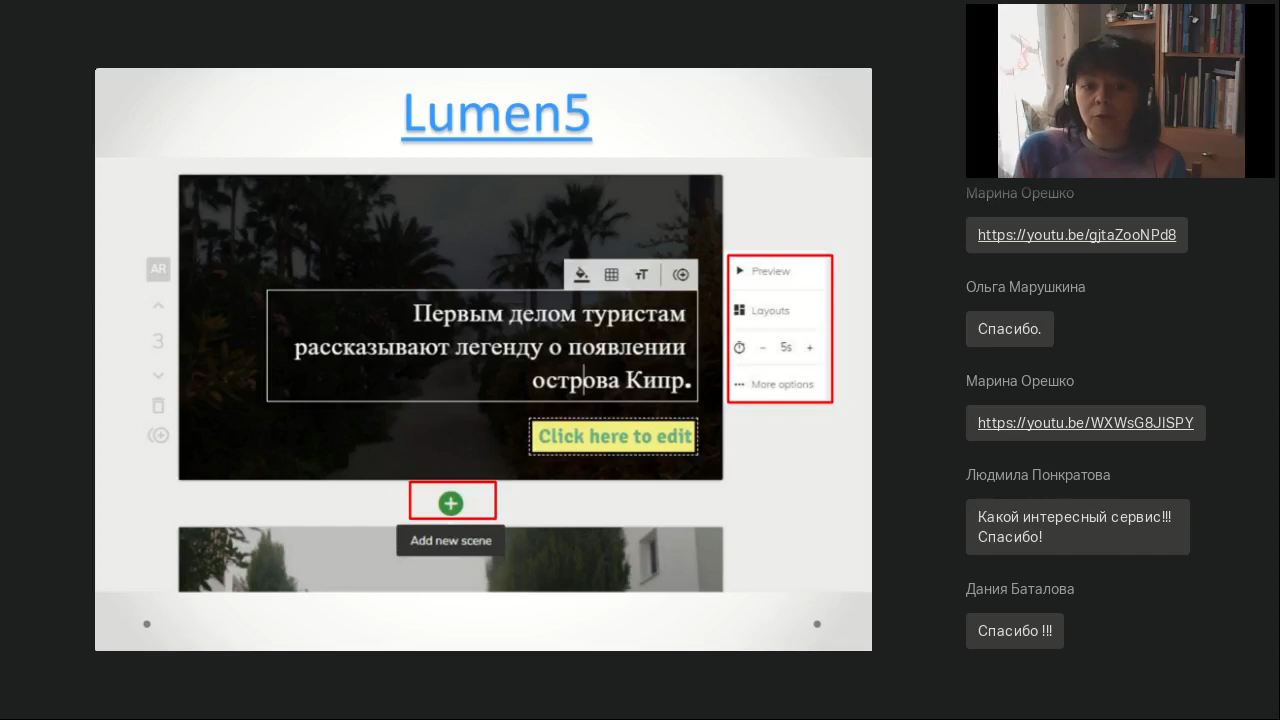 Lumen5
AR
3
Первым делом туристам
рассказывают легенду о появлении
острова Кипр.
Click here to edit
Preview
Layouts
− 5s +
More options
Add new scene
Марина Орешко
https://youtu.be/gjtaZooNPd8
Ольга Марушкина
Спасибо.
Марина Орешко
https://youtu.be/WXWsG8JlSPY
Людмила Понкратова
Какой интересный сервис!!!
Спасибо!
Дания Баталова
Спасибо !!!